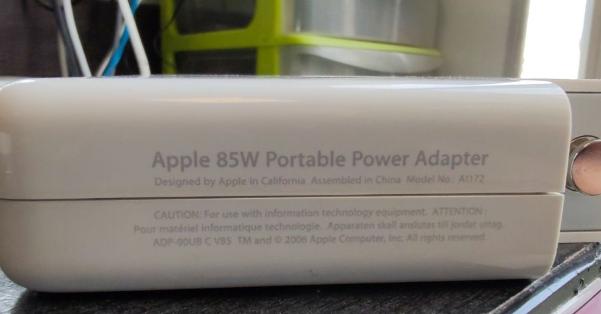 Apple 85W Portable Power Adapter
Designed by Apple in California Assembled in China Model No.: A1172
CAUTION: For use with information technology equipment. ATTENTION :
Pour matériel informatique technologie. Apparaten skall anslutas till jordat uttag.
ADP-90UB C VBS TM and © 2006 Apple Computer, Inc. All rights reserved.